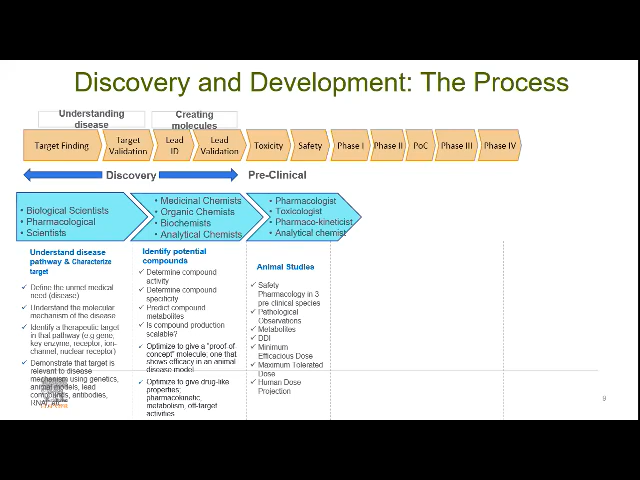 Discovery and Development: The Process
Understanding
disease
Creating
molecules
Target Finding
Target
Validation
Lead
ID
Lead
Validation
Toxicity
Safety
Phase I
Phase II
PoC
Phase III
Phase IV
Discovery
Pre-Clinical
• Biological Scientists
• Pharmacological
• Scientists
• Medicinal Chemists
• Organic Chemists
• Biochemists
• Analytical Chemists
• Pharmacologist
• Toxicologist
• Pharmaco-kineticist
• Analytical chemist
Understand disease
pathway & Characterize
target
✓ Define the unmet medical
need (disease)
✓ Understand the molecular
mechanism of the disease
✓ Identify a therapeutic target
in that pathway (e.g gene,
key enzyme, receptor, ion-
channel, nuclear receptor)
✓ Demonstrate that target is
relevant to disease
mechanism using genetics,
animal models, lead
compounds, antibodies,
RNAi, etc.
Identify potential
compounds
✓ Determine compound
activity
✓ Determine compound
specificity
✓ Predict compound
metabolites
✓ Is compound production
scalable?
✓ Optimize to give a "proof-of-
concept" molecule; one that
shows efficacy in an animal
disease model
✓ Optimize to give drug-like
properties;
pharmacokinetic,
metabolism, off-target
activities
Animal Studies
✓ Safety
Pharmacology in 3
pre clinical species
✓ Pathological
Observations
✓ Metabolites
✓ DDI
✓ Minimum
Efficacious Dose
✓ Maximum Tolerated
Dose
✓ Human Dose
Projection
9